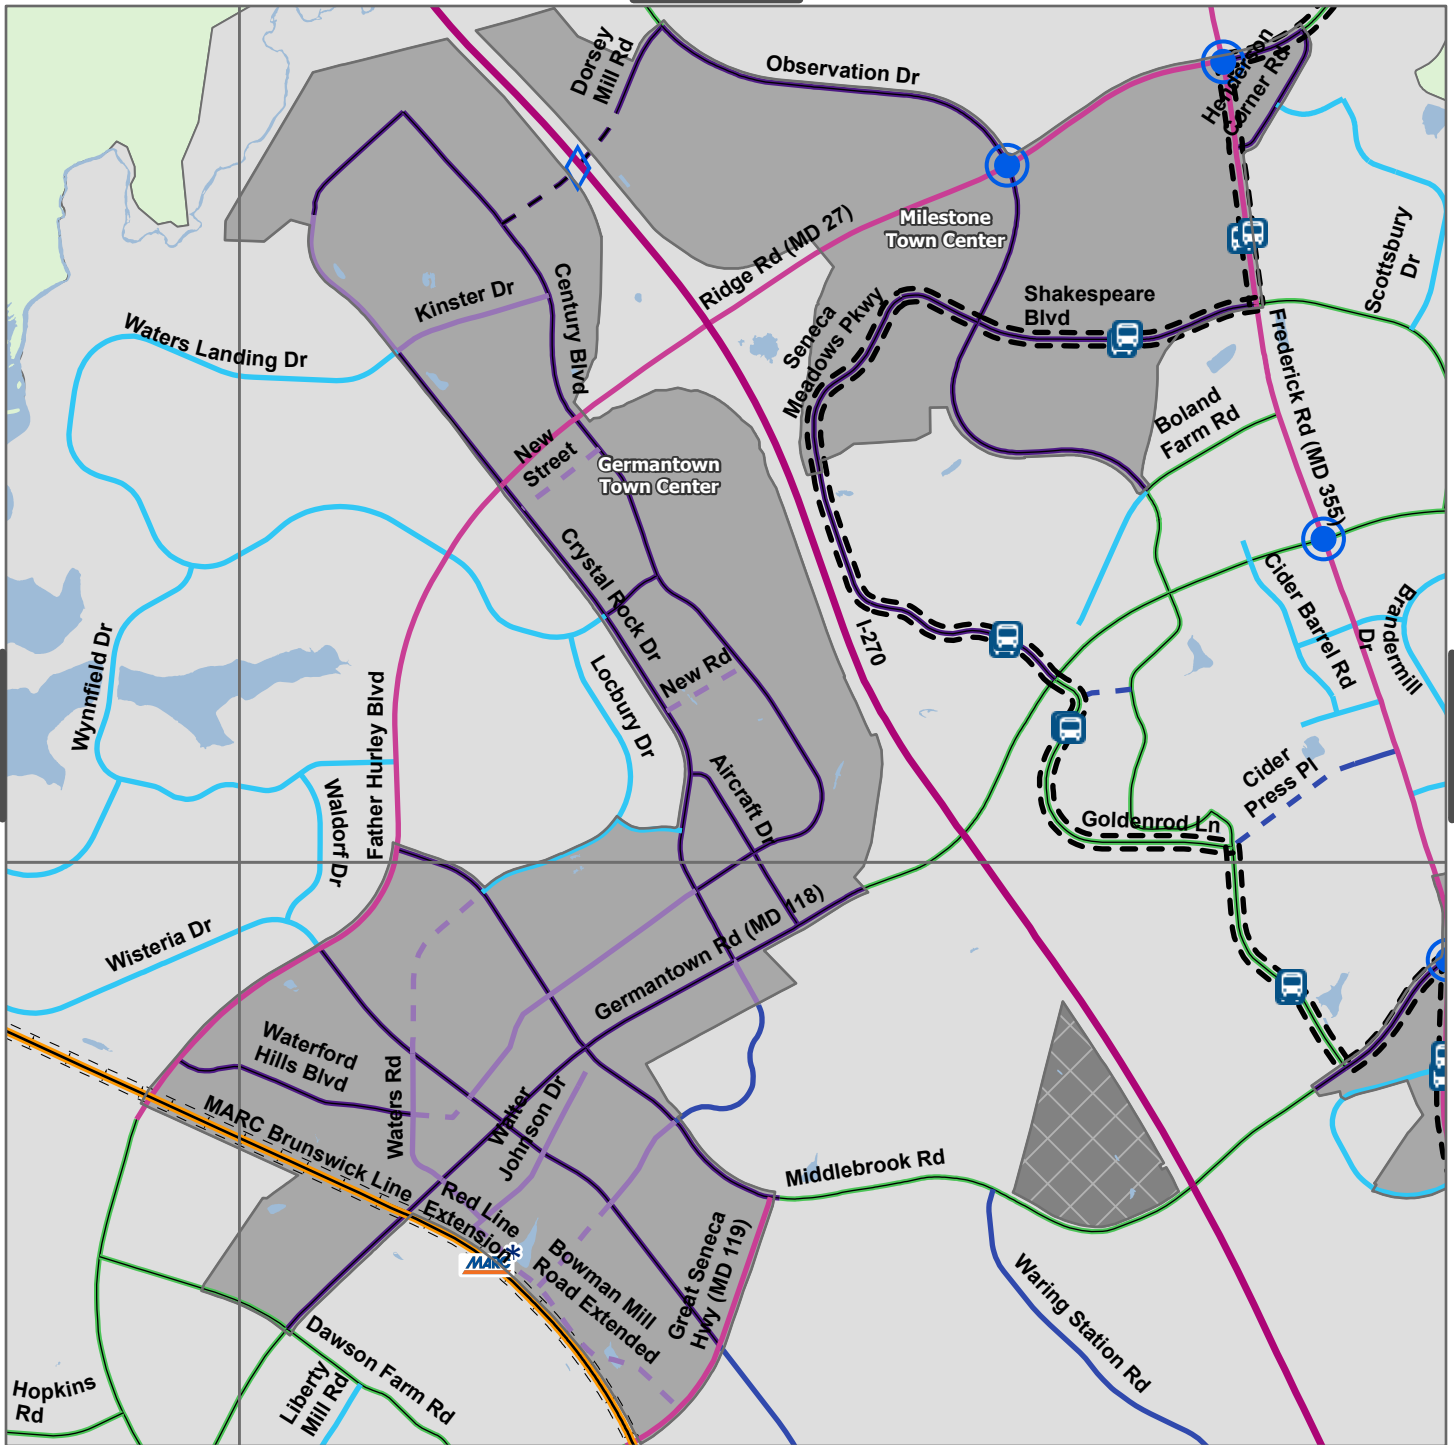 Dorsey
Mill Rd
Observation Dr
Henderson
Corner Rd
Milestone
Town Center
Ridge Rd (MD 27)
Scottsbury
Dr
Kinster Dr
Century Blvd
Seneca
Meadows Pkwy
Shakespeare
Blvd
Waters Landing Dr
Frederick Rd (MD 355)
Boland
Farm Rd
New
Street
Germantown
Town Center
Crystal Rock Dr
I-270
Cider Barrel Rd
Brandermill
Dr
Wynnfield Dr
Locbury Dr
New Rd
Father Hurley Blvd
Waldorf Dr
Aircraft Dr
Cider
Press Pl
Goldenrod Ln
Wisteria Dr
Germantown Rd (MD 118)
Waterford
Hills Blvd
Waters Rd
Walter
Johnson Dr
MARC Brunswick Line
Red Line
Extension
Middlebrook Rd
MARC*
Bowman Mill
Road Extended
Great Seneca
Hwy (MD 119)
Waring Station Rd
Dawson Farm Rd
Liberty
Mill Rd
Hopkins
Rd